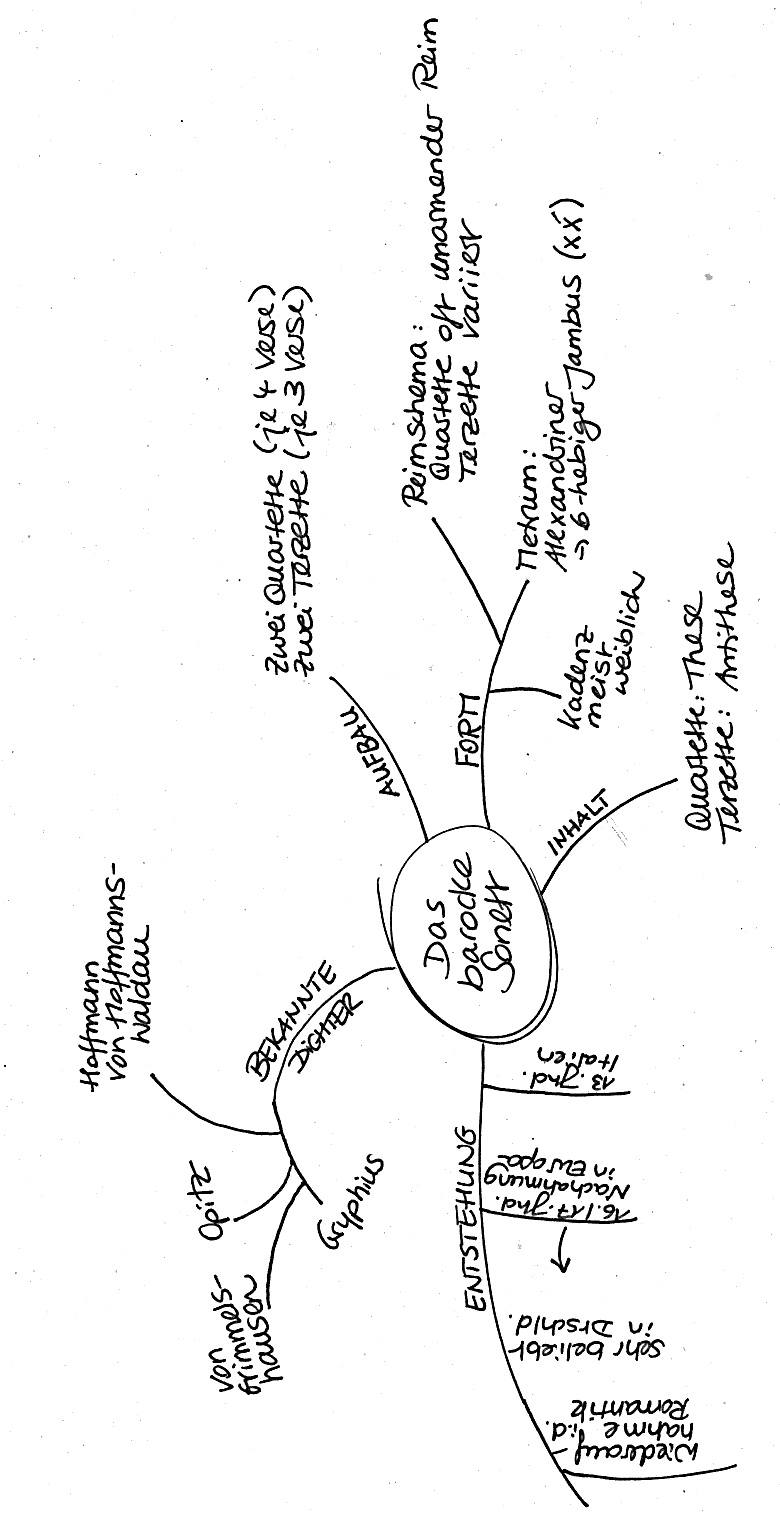 Das
barocke
Sonett
AUFBAU
Zwei Quartette (je 4 Verse)
Zwei Terzette (je 3 Verse)
FORM
Reimschema:
Quartette oft umarmender Reim
Terzette variiert
Metrum:
Alexandriner
→ 6-hebiger Jambus (xx́)
Kadenz
meist
weiblich
INHALT
Quartette: These
Terzette: Antithese
ENTSTEHUNG
13. Jhd.
Italien
16./17. Jhd.
Nachahmung
in Europa
→
sehr beliebt
in Dtschld.
Wiederauf-
nahme i.d.
Romantik
BEKANNTE
DICHTER
Hoffmann
von Hoffmanns-
waldau
Opitz
von
Grimmels-
hausen
Gryphius